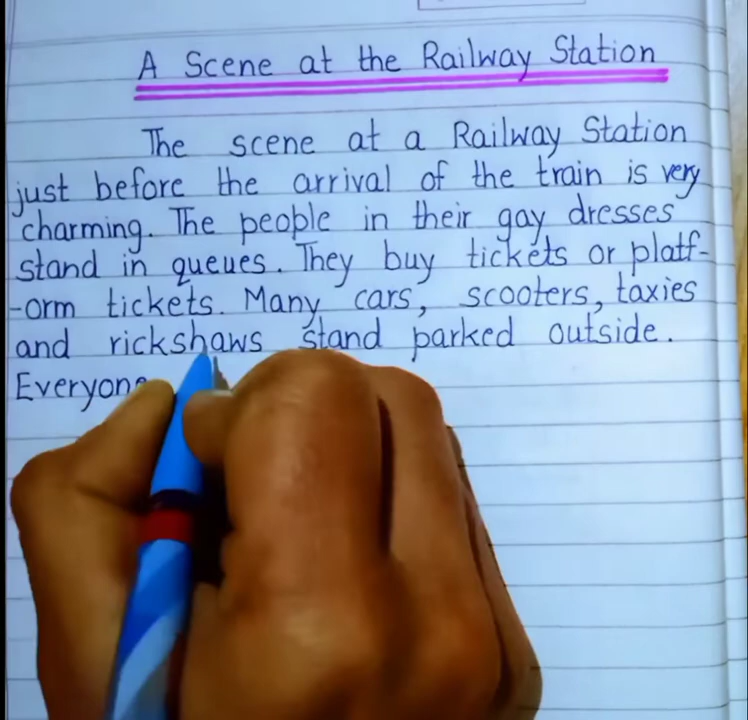 A Scene at the Railway Station
The scene at a Railway Station
just before the arrival of the train is very
charming. The people in their gay dresses
stand in queues. They buy tickets or platf-
-orm tickets. Many cars, scooters, taxies
and rickshaws stand parked outside.
Everyone